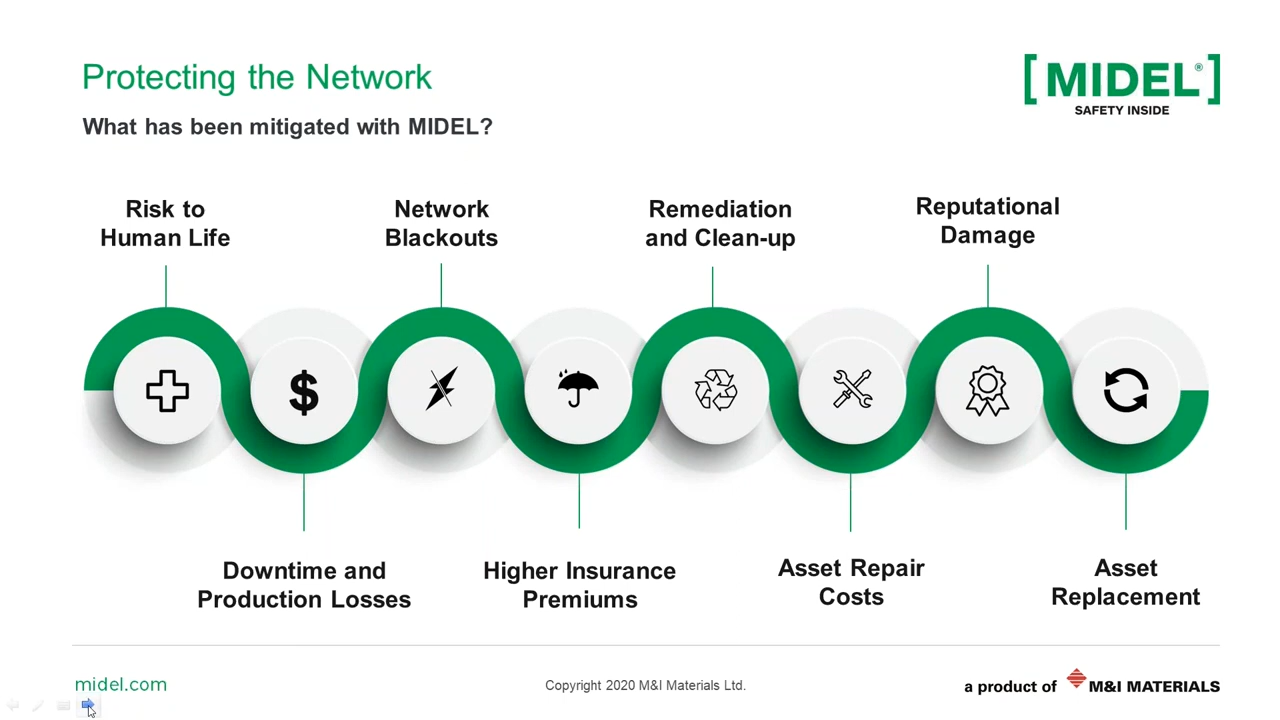 Protecting the Network
What has been mitigated with MIDEL?
[MIDEL®]
SAFETY INSIDE
Risk to
Human Life
Network
Blackouts
Remediation
and Clean-up
Reputational
Damage
$
Downtime and
Production Losses
Higher Insurance
Premiums
Asset Repair
Costs
Asset
Replacement
midel.com
Copyright 2020 M&I Materials Ltd.
a product of M&I MATERIALS